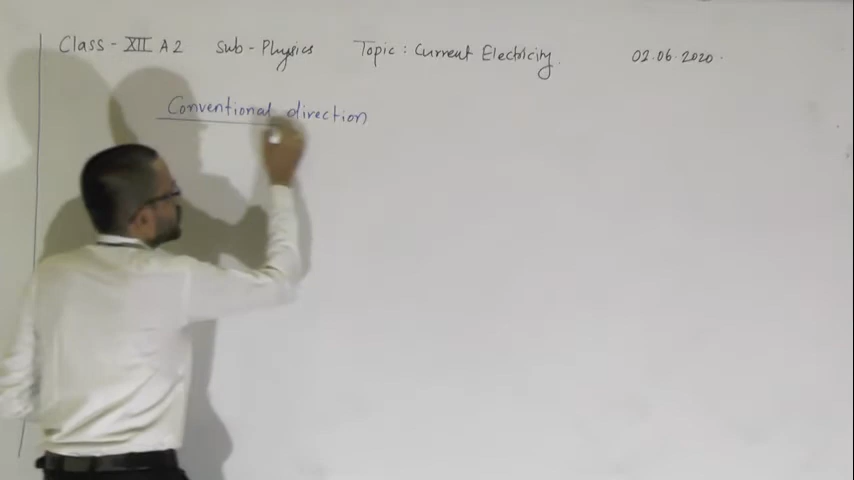 Class - XII A2 Sub - Physics Topic : Current Electricity. 02.06.2020.
Conventional direction